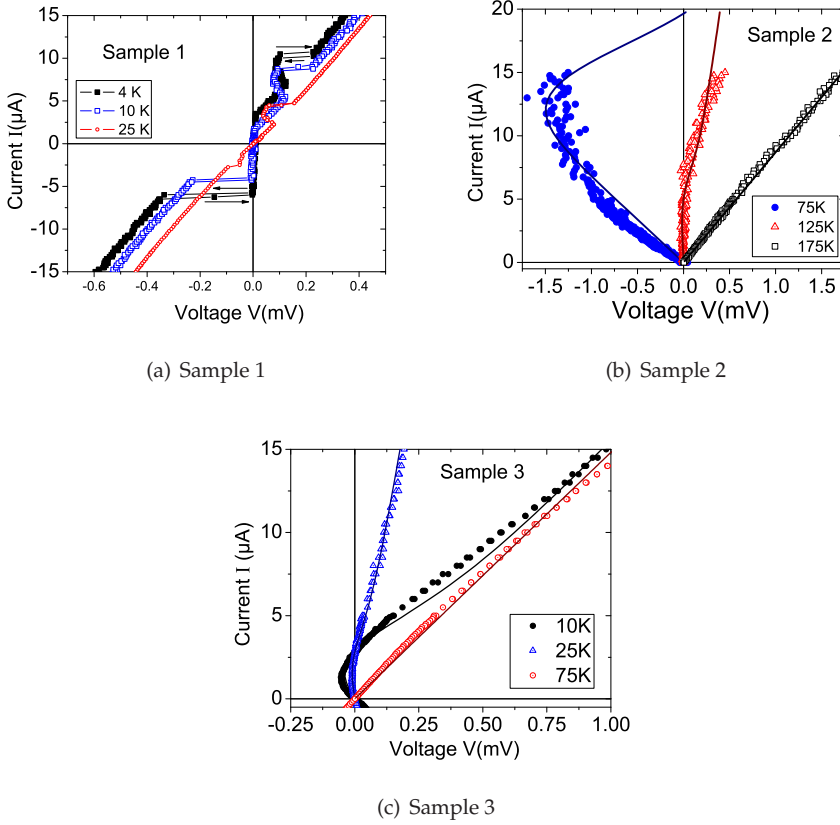 15
10
5
0
-5
-10
-15
Current I(µA)
Sample 1
4 K
10 K
25 K
-0.6 -0.4 -0.2 0.0 0.2 0.4
Voltage V(mV)
(a) Sample 1
20
15
10
5
0
Current I(µA)
Sample 2
75K
125K
175K
-1.5 -1.0 -0.5 0.0 0.5 1.0 1.5
Voltage V(mV)
(b) Sample 2
15
10
5
0
Current I (µA)
Sample 3
10K
25K
75K
-0.25 0.00 0.25 0.50 0.75 1.00
Voltage V(mV)
(c) Sample 3